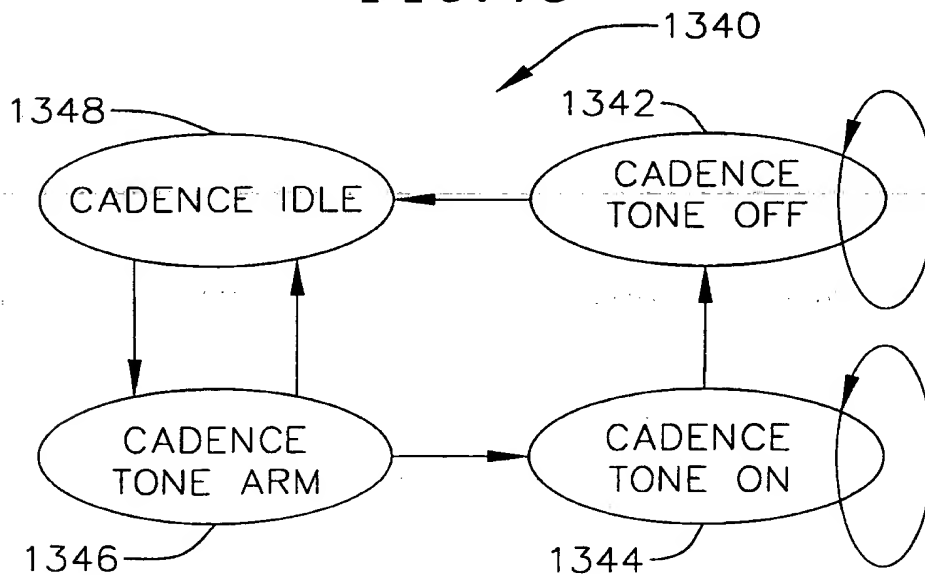 1340
1348
1342
CADENCE IDLE
CADENCE
TONE OFF
CADENCE
TONE ARM
CADENCE
TONE ON
1346
1344